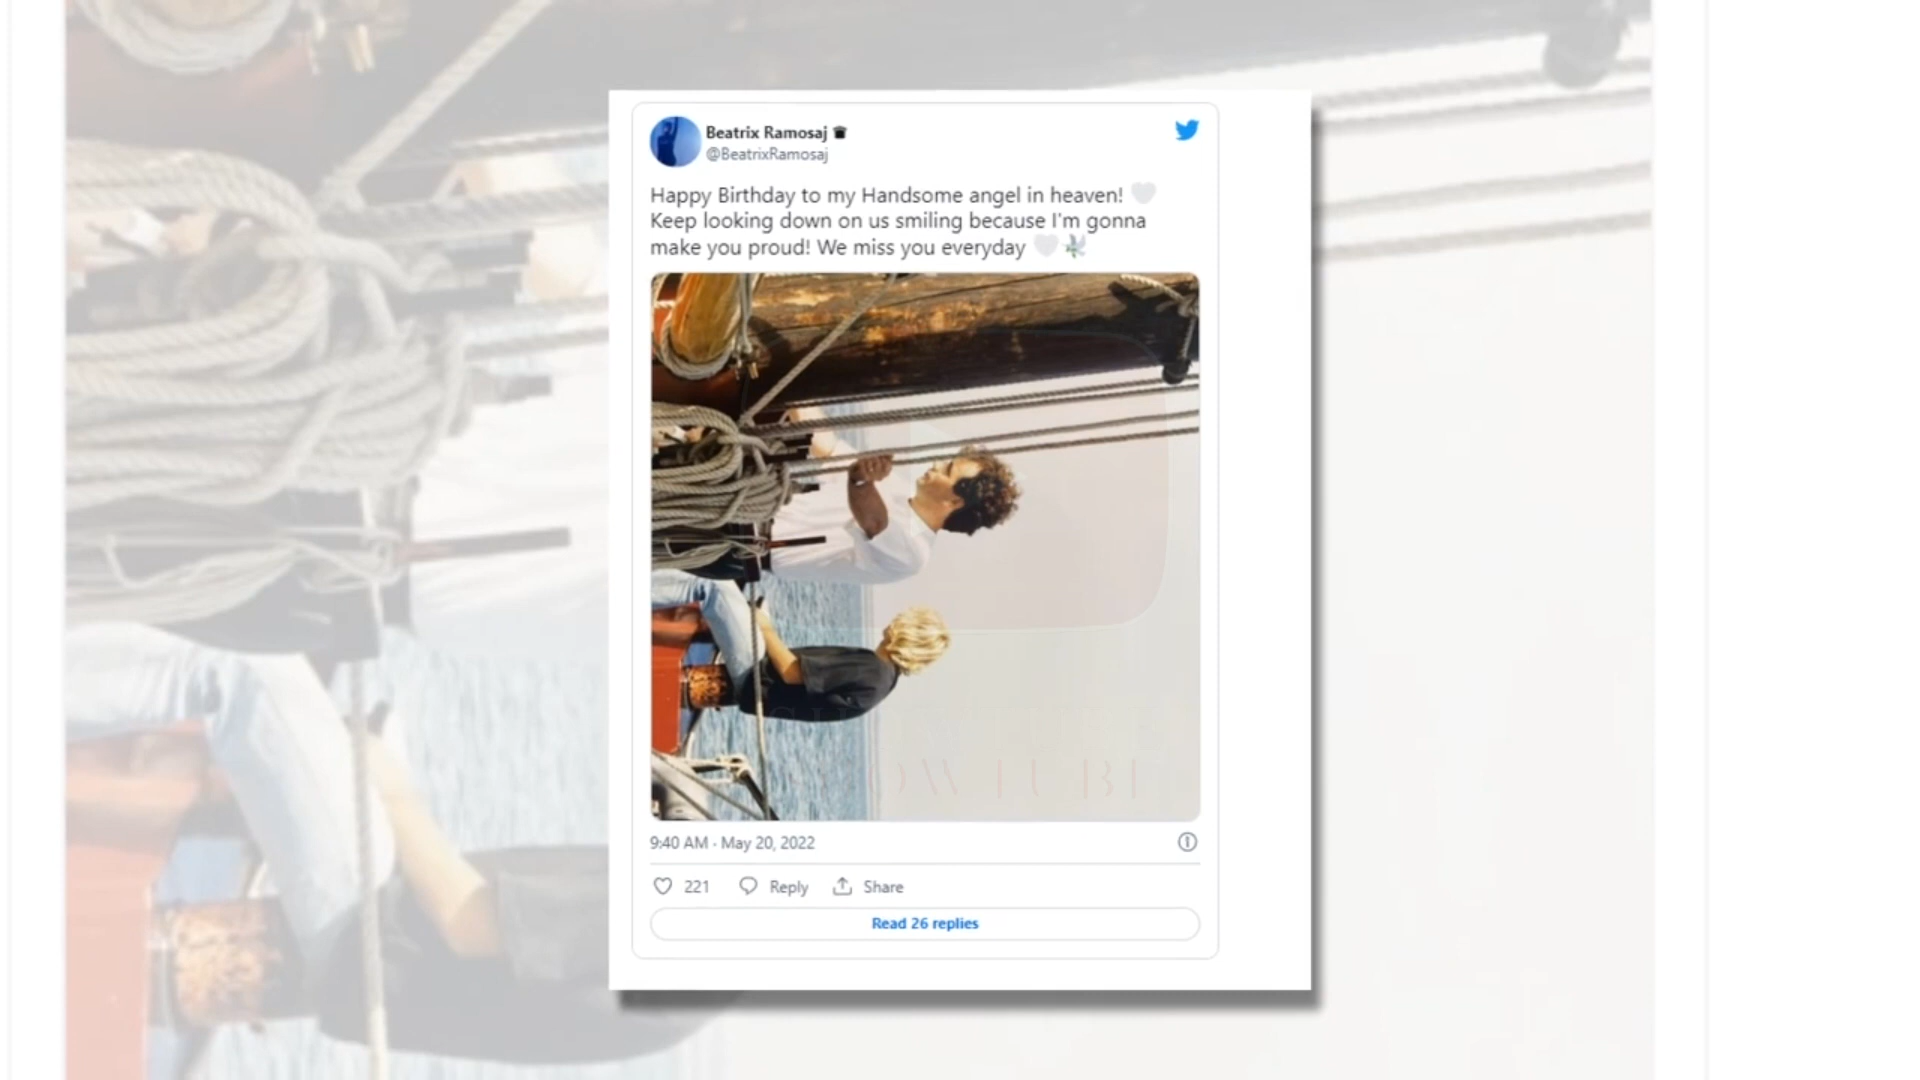 Beatrix Ramosaj
@BeatrixRamosaj
Happy Birthday to my Handsome angel in heaven! 🤍
Keep looking down on us smiling because I'm gonna
make you proud! We miss you everyday 🤍🕊
9:40 AM · May 20, 2022
221 Reply Share
Read 26 replies